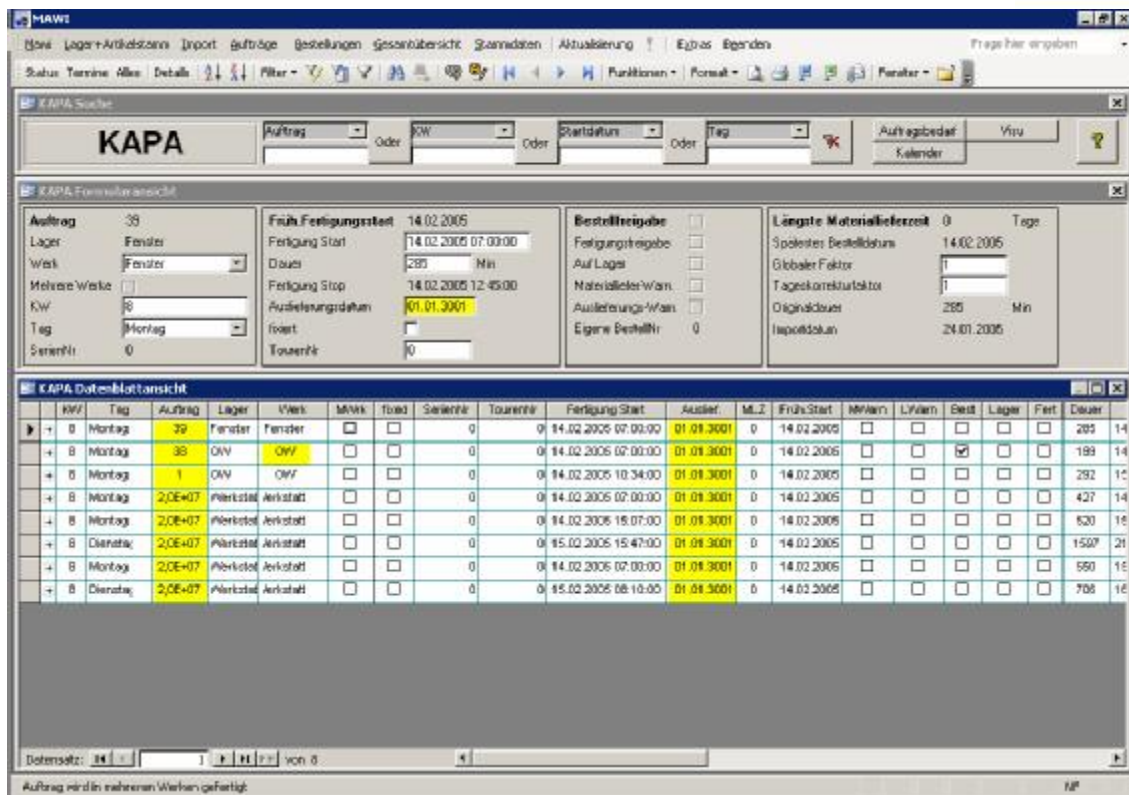 MAWI
Mawi Lager+Artikelstamm Import Aufträge Bestellungen Gesamtübersicht Scanndaten Aktualisierung ? Extras Beenden Frage hier eingeben
Status Termine Alles Details Filter Funktionen Format Fenster
KAPA Suche
KAPA
Auftrag Oder KW Oder Startdatum Oder Tag
Auftragsbedarf Visu
Kalender
KAPA Formularansicht
Auftrag 39
Lager Fenster
Werk Fenster
Mehrere Werke
KW 8
Tag Montag
SerienNr 0
Früh.Fertigungsstart 14.02.2005
Fertigung Start 14.02.2005 07:00:00
Dauer 285 Min
Fertigung Stop 14.02.2005 12:45:00
Auslieferungsdatum 01.01.3001
fixiert
TourenNr 0
Bestellfreigabe
Fertigungsfreigabe
Auf Lager
Materialliefer-Warn.
Auslieferungs-Warn.
Eigene BestellNr 0
Längste Materiallieferzeit 0 Tage
Spätestes Bestelldatum 14.02.2005
Globaler Faktor 1
Tageskorrekturfaktor 1
Originaldauer 285 Min
Importdatum 24.01.2005
KAPA Datenblattansicht
KW Tag Auftrag Lager Werk MWrk fixed SerienNr TourenNr Fertigung Start Auslief. MLZ Früh.Start MWarn LWarn Best Lager Fert Dauer
8 Montag 39 Fenster Fenster 0 0 14.02.2005 07:00:00 01.01.3001 0 14.02.2005 285 14
8 Montag 38 OW OW 0 0 14.02.2005 07:00:00 01.01.3001 0 14.02.2005 199 14
8 Montag 1 OW OW 0 0 14.02.2005 10:34:00 01.01.3001 0 14.02.2005 292 15
8 Montag 2,0E+07 0 0 14.02.2005 07:00:00 01.01.3001 0 14.02.2005 427 14
8 Montag 2,0E+07 0 0 14.02.2005 15:07:00 01.01.3001 0 14.02.2005 520 16
8 Dienstag 2,0E+07 0 0 15.02.2005 15:47:00 01.01.3001 0 14.02.2005 1597 21
8 Montag 2,0E+07 0 0 14.02.2005 07:00:00 01.01.3001 0 14.02.2005 550 15
8 Dienstag 2,0E+07 0 0 15.02.2005 08:10:00 01.01.3001 0 14.02.2005 706 16
Datensatz: 1 von 8
Auftrag wird in mehreren Werken gefertigt NF